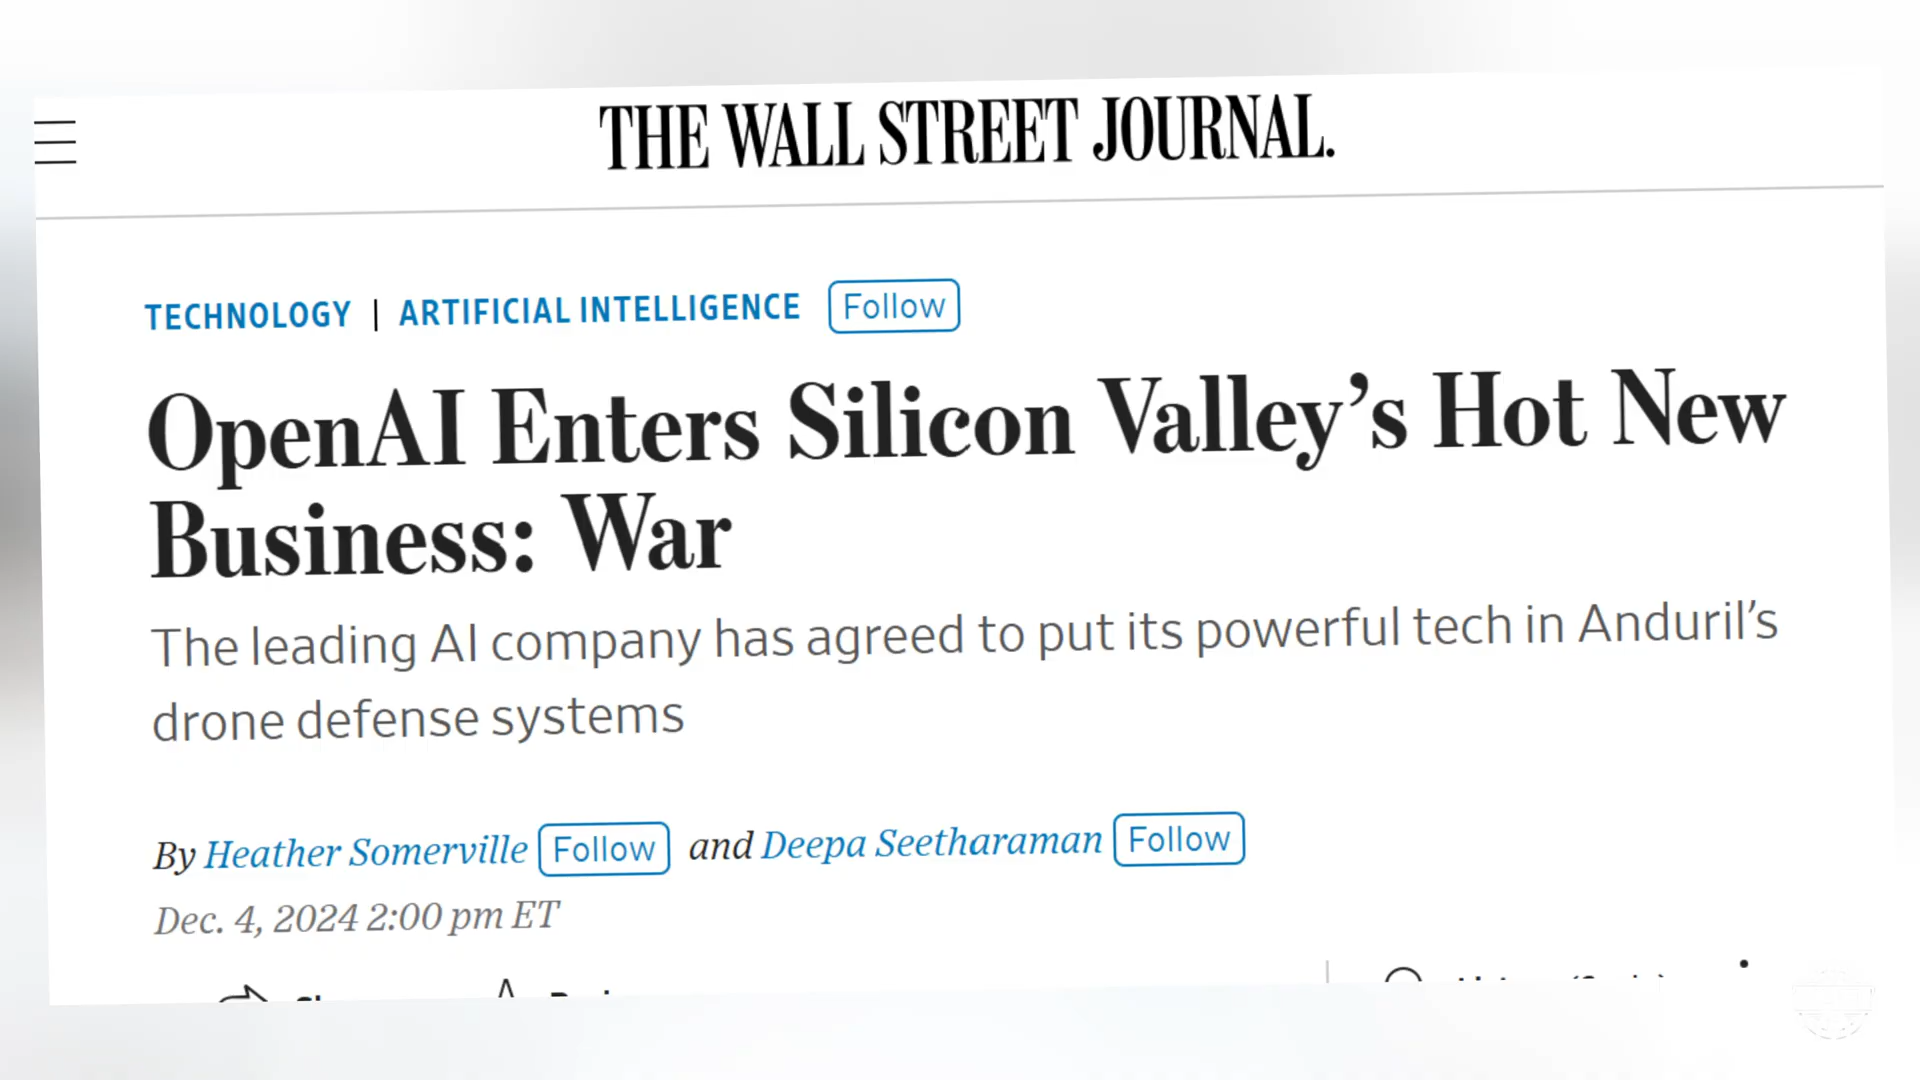 THE WALL STREET JOURNAL.
TECHNOLOGY | ARTIFICIAL INTELLIGENCE Follow
OpenAI Enters Silicon Valley’s Hot New
Business: War
The leading AI company has agreed to put its powerful tech in Anduril’s
drone defense systems
By Heather Somerville Follow and Deepa Seetharaman Follow
Dec. 4, 2024 2:00 pm ET